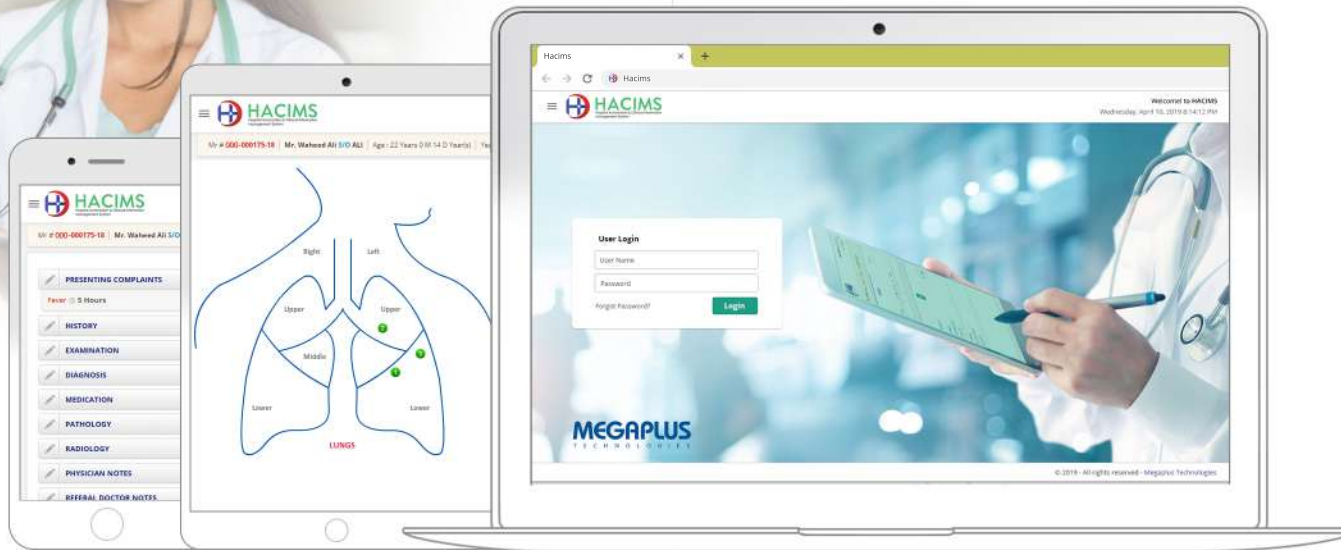 HACIMS
Mr # 000-000175-18 | Mr. Waheed Ali S/O
PRESENTING COMPLAINTS
Fever 5 Hours
HISTORY
EXAMINATION
DIAGNOSIS
MEDICATION
PATHOLOGY
RADIOLOGY
PHYSICIAN NOTES
REFERAL DOCTOR NOTES
HACIMS
Mr # 000-000175-18 | Mr. Waheed Ali S/O ALI | Age : 22 Years 0 M 14 D Year(s) |
Right Left
Upper Upper
Middle
Lower Lower
LUNGS
Hacims × +
Hacims
HACIMS
Welcome! to HACIMS
Wednesday, April 10, 2019 8:14:12 PM
User Login
User Name
Password
Forgot Password? Login
MEGAPLUS
TECHNOLOGIES
© 2019 - All rights reserved - Megaplus Technologies